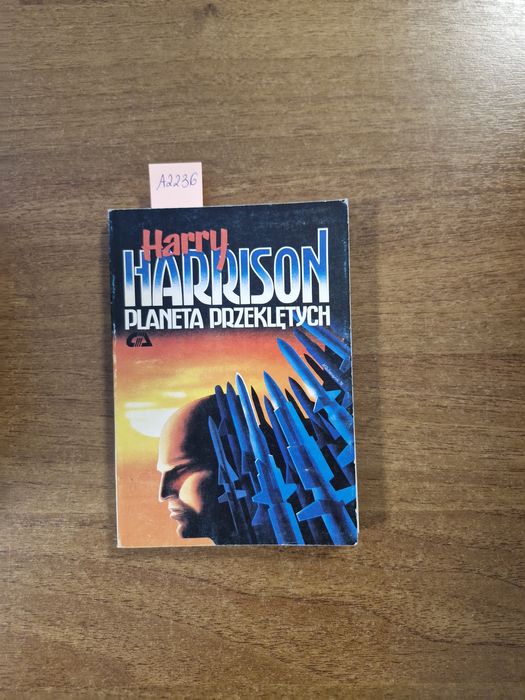 A2236
Harry
HARRISON
PLANETA PRZEKLĘTYCH